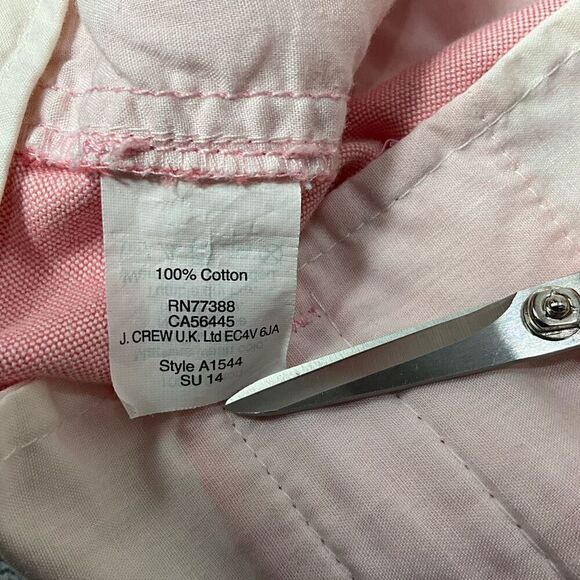 100% Cotton
RN77388
CA56445
J. CREW U.K. Ltd EC4V 6JA
Style A1544
SU 14